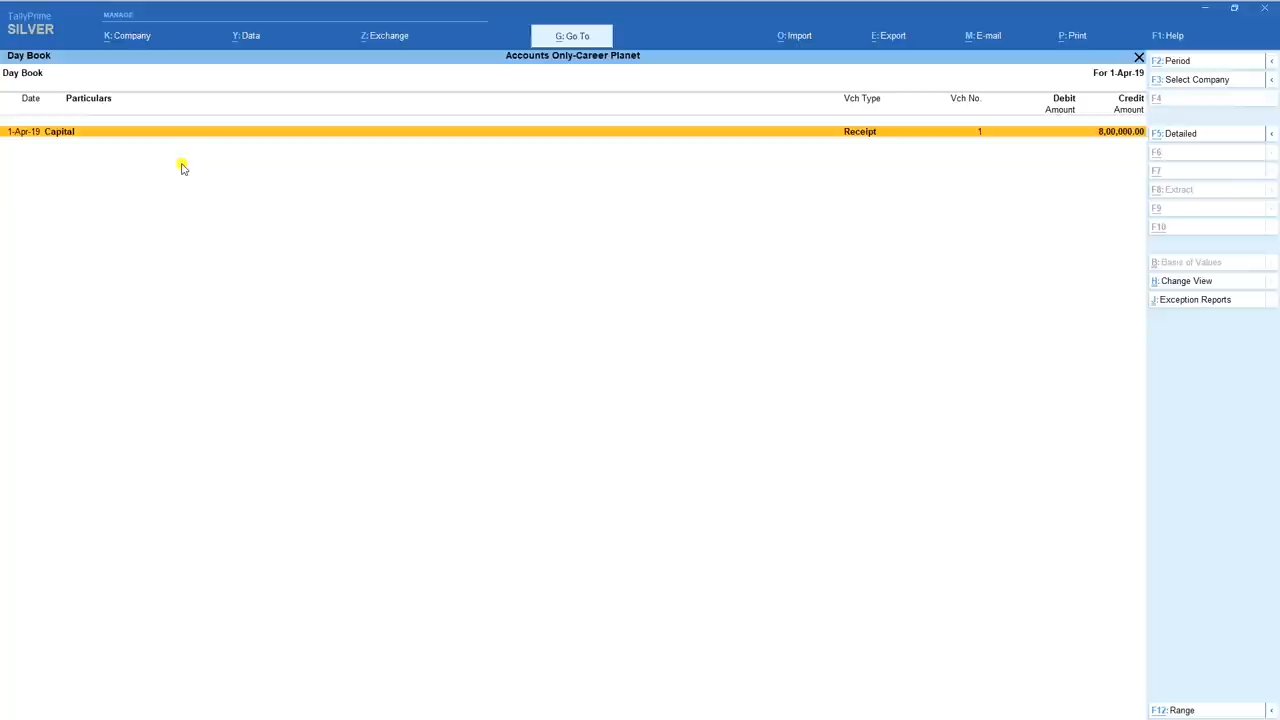 TallyPrime
MANAGE
SILVER
K: Company Y: Data Z: Exchange G: Go To O: Import E: Export M: E-mail P: Print F1: Help
Day Book Accounts Only-Career Planet
Day Book For 1-Apr-19
Date Particulars Vch Type Vch No. Debit Credit
Amount Amount
1-Apr-19 Capital Receipt 1 8,00,000.00
F2: Period
F3: Select Company
F4
F5: Detailed
F6
F7
F8: Extract
F9
F10
B: Basis of Values
H: Change View
J: Exception Reports
F12: Range